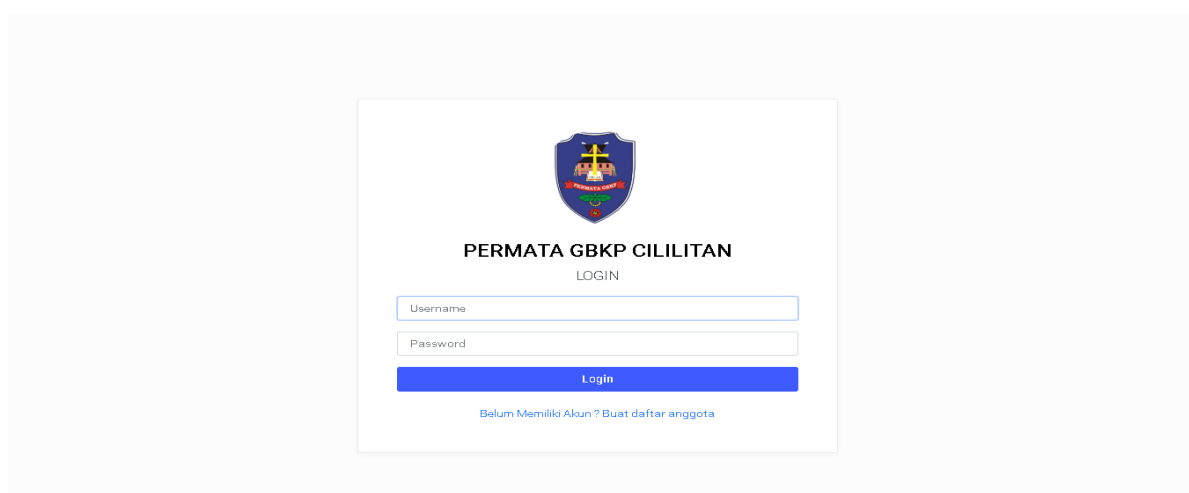 PERMATA GBKP
PERMATA GBKP CILILITAN
LOGIN
Username
Password
Login
Belum Memiliki Akun ? Buat daftar anggota